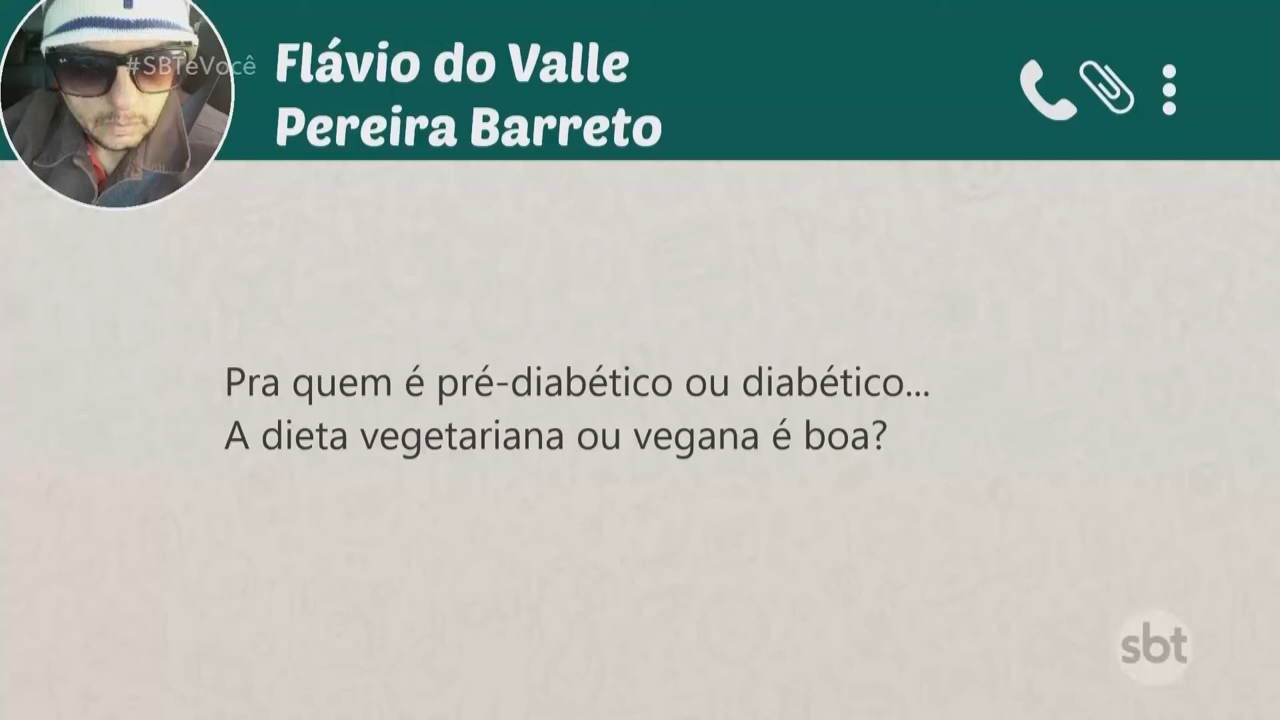 #SBTeVocê
Flávio do Valle
Pereira Barreto
Pra quem é pré-diabético ou diabético...
A dieta vegetariana ou vegana é boa?
sbt